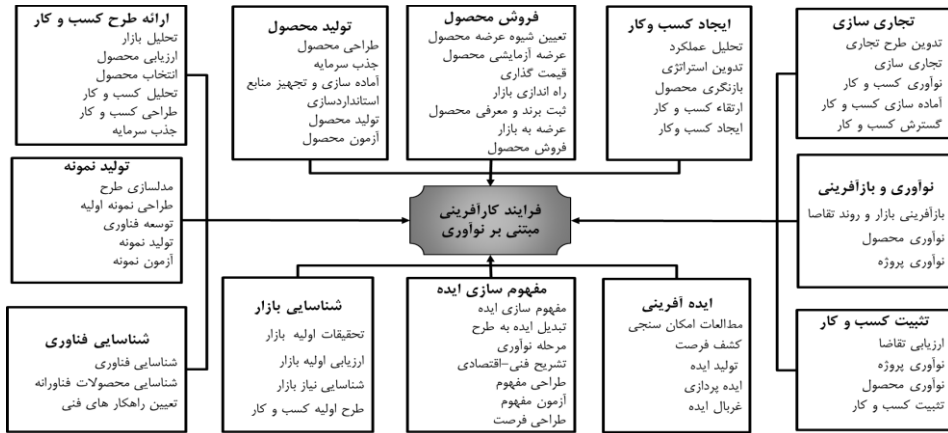 تجاری سازی
تدوین طرح تجاری
تجاری سازی
نوآوری کسب و کار
آماده سازی کسب و کار
گسترش کسب و کار
ایجاد کسب وکار
تحلیل عملکرد
تدوین استراتژی
بازنگری محصول
ارتقاء کسب و کار
ایجاد کسب وکار
فروش محصول
تعیین شیوه عرضه محصول
عرضه آزمایشی محصول
قیمت گذاری
راه اندازی بازار
ثبت برند و معرفی محصول
عرضه به بازار
فروش محصول
تولید محصول
طراحی محصول
جذب سرمایه
آماده سازی و تجهیز منابع
استانداردسازی
تولید محصول
آزمون محصول
ارائه طرح کسب و کار
تحلیل بازار
ارزیابی محصول
انتخاب محصول
تحلیل کسب و کار
طراحی کسب و کار
جذب سرمایه
نوآوری و بازآفرینی
بازآفرینی بازار و روند تقاصا
نوآوری محصول
نوآوری پروژه
فرایند کارآفرینی
مبتنی بر نوآوری
تولید نمونه
مدلسازی طرح
طراحی نمونه اولیه
توسعه فناوری
تولید نمونه
آزمون نمونه
تثبیت کسب و کار
ارزیابی تقاضا
نوآوری پروژه
نوآوری محصول
تثبیت کسب و کار
ایده آفرینی
مطالعات امکان سنجی
کشف فرصت
تولید ایده
ایده پردازی
غربال ایده
مفهوم سازی ایده
مفهوم سازی ایده
تبدیل ایده به طرح
مرحله نوآوری
تشریح فنی-اقتصادی
طراحی مفهوم
آزمون مفهوم
طراحی فرصت
شناسایی بازار
تحقیقات اولیه بازار
ارزیابی اولیه بازار
شناسایی نیاز بازار
طرح اولیه کسب و کار
شناسایی فناوری
شناسایی فناوری
شناسایی محصولات فناورانه
تعیین راهکار های فنی